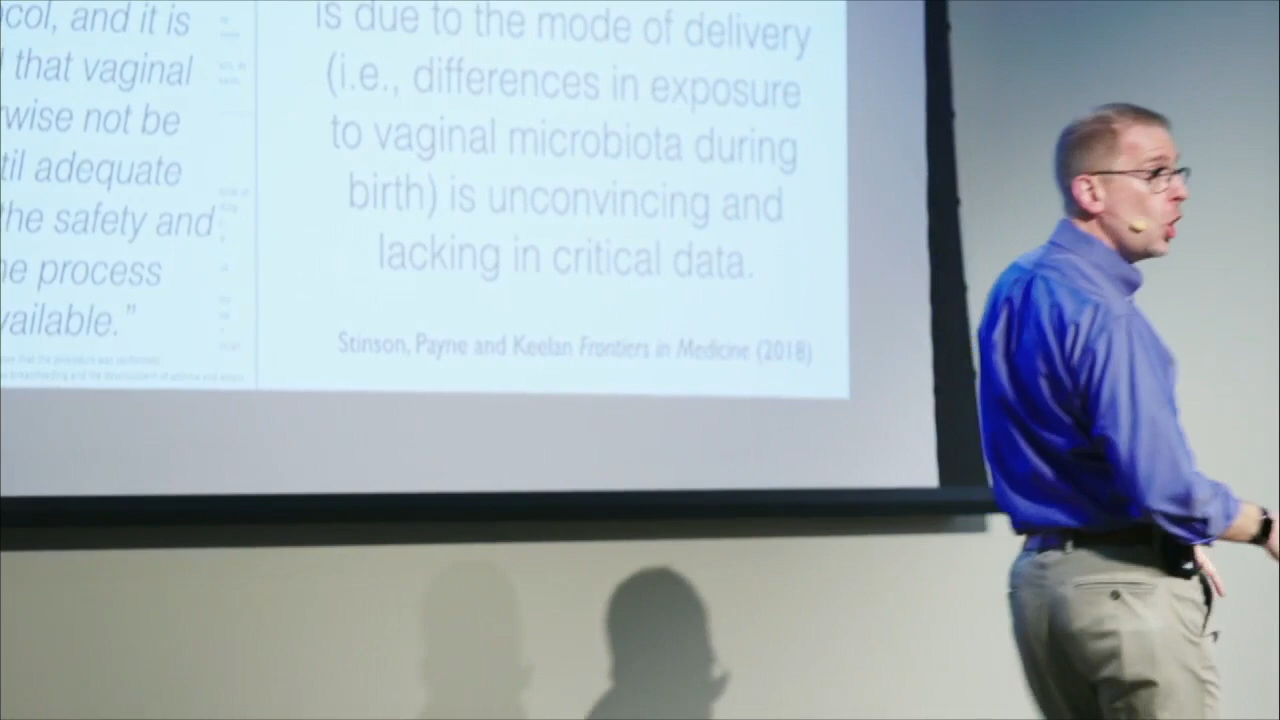 col, and it is
that vaginal
wise not be
til adequate
the safety and
e process
vailable.”
is due to the mode of delivery
(i.e., differences in exposure
to vaginal microbiota during
birth) is unconvincing and
lacking in critical data.
Stinson, Payne and Keelan Frontiers in Medicine (2018)